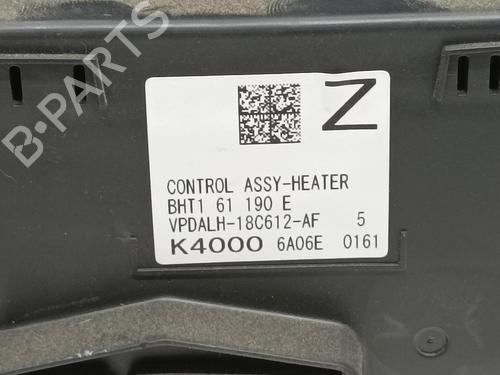 B-PARTS
Z
CONTROL ASSY-HEATER
BHT1 61 190 E
VPDALH-18C612-AF 5
K4000 6A06E 0161